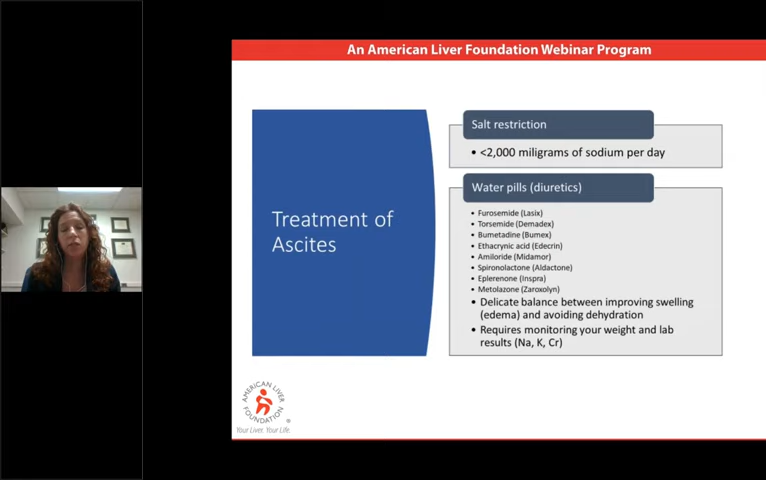 An American Liver Foundation Webinar Program
Treatment of
Ascites
Salt restriction
• <2,000 miligrams of sodium per day
Water pills (diuretics)
• Furosemide (Lasix)
• Torsemide (Demadex)
• Bumetadine (Bumex)
• Ethacrynic acid (Edecrin)
• Amiloride (Midamor)
• Spironolactone (Aldactone)
• Eplerenone (Inspra)
• Metolazone (Zaroxolyn)
• Delicate balance between improving swelling
(edema) and avoiding dehydration
• Requires monitoring your weight and lab
results (Na, K, Cr)
AMERICAN LIVER
FOUNDATION
®
Your Liver. Your Life.